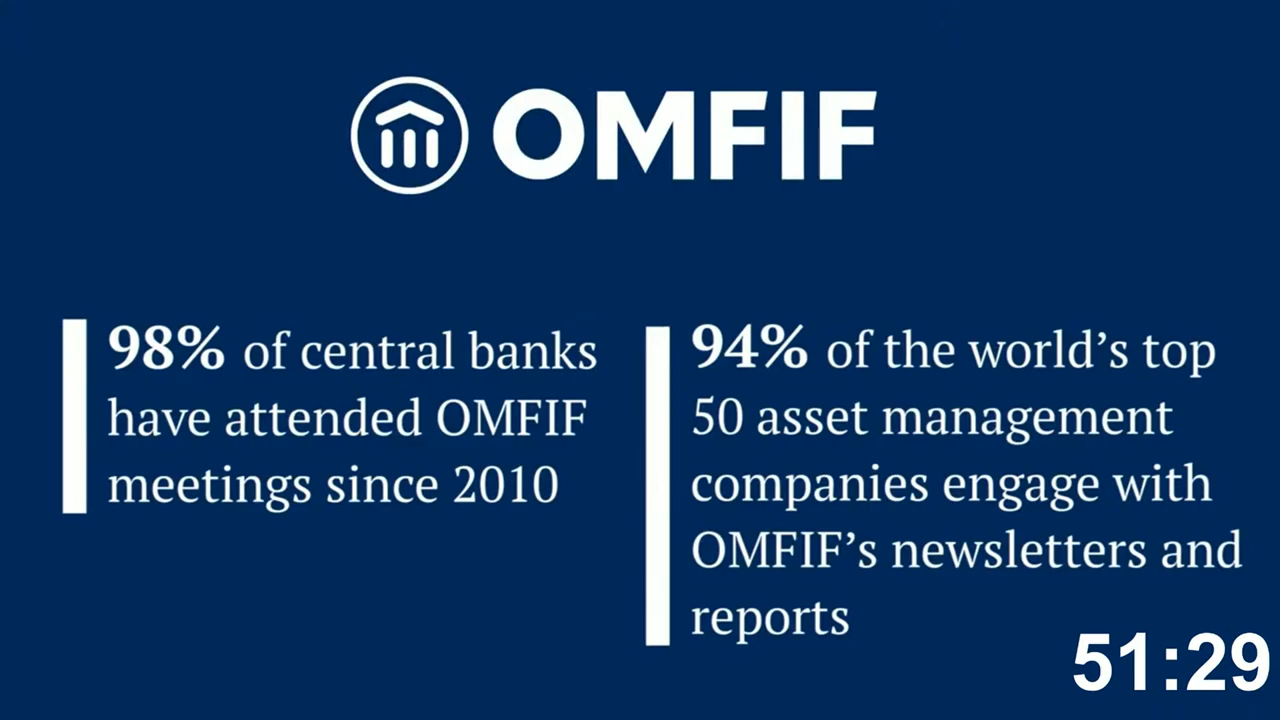 OMFIF
98% of central banks
have attended OMFIF
meetings since 2010
94% of the world’s top
50 asset management
companies engage with
OMFIF’s newsletters and
reports
51:29